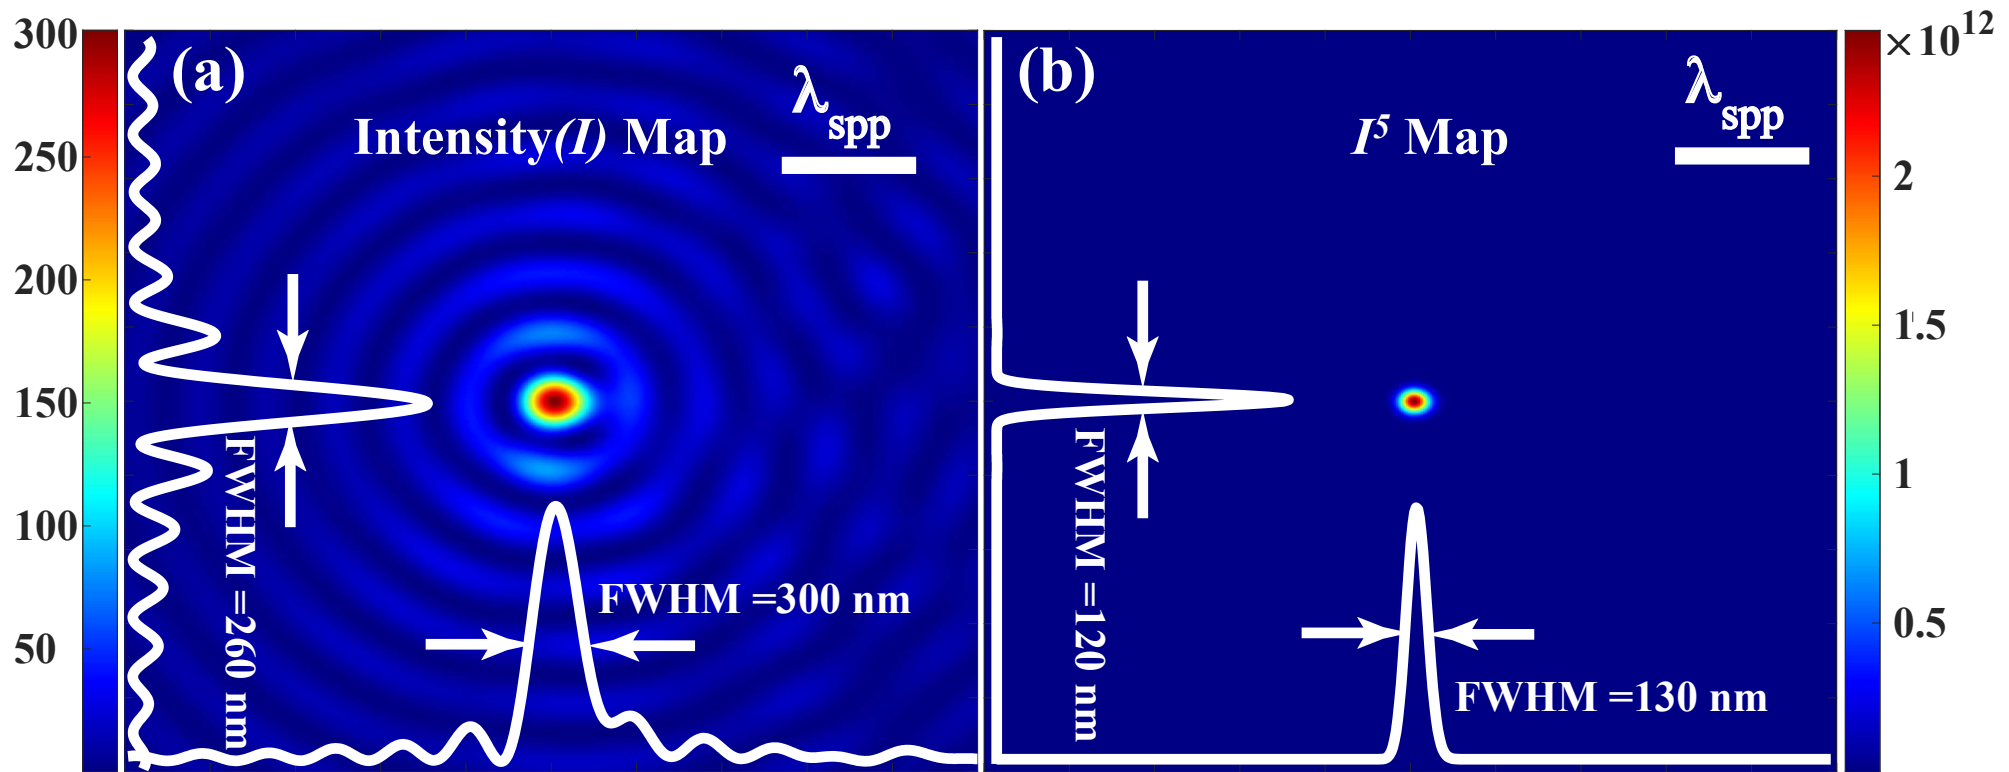 300
250
200
150
100
50
(a)
Intensity(I) Map
λspp
FWHM =260 nm
FWHM =300 nm
(b)
I⁵ Map
λspp
FWHM =120 nm
FWHM =130 nm
×10¹²
2
1.5
1
0.5